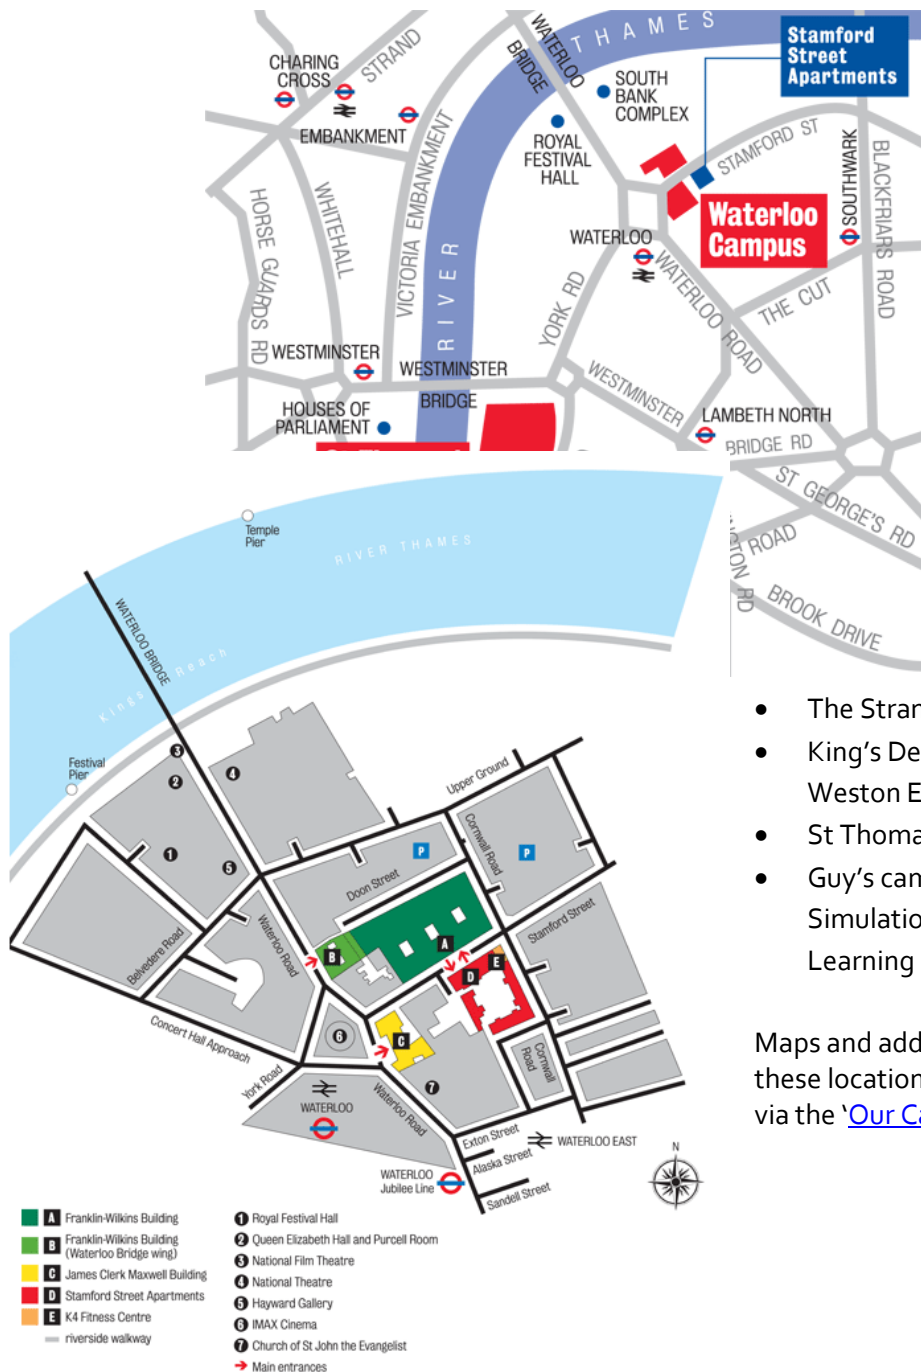 THAMES
Stamford
Street
Apartments
WATERLOO
BRIDGE
STRAND
CHARING
CROSS
EMBANKMENT
SOUTH
BANK
COMPLEX
ROYAL
FESTIVAL
HALL
STAMFORD ST
SOUTHWARK
BLACKFRIARS ROAD
VICTORIA EMBANKMENT
WHITEHALL
HORSE GUARDS RD
Waterloo
Campus
WATERLOO
RIVER
YORK RD
WATERLOO ROAD
THE CUT
WESTMINSTER
WESTMINSTER
BRIDGE
HOUSES OF
PARLIAMENT
WESTMINSTER
BRIDGE RD
LAMBETH NORTH
ST GEORGE'S RD
ROAD
RD
BROOK DRIVE
Temple
Pier
RIVER THAMES
WATERLOO BRIDGE
Kings Reach
Festival
Pier
3
2
4
1
5
Upper Ground
Cornwall Road
P
P
Doon Street
Stamford Street
Waterloo Road
Belvedere Road
A
B
D
E
C
6
7
Concert Hall Approach
York Road
WATERLOO
Waterloo Road
Cornwall
Road
Exton Street
WATERLOO EAST
Alaska Street
Sandell Street
WATERLOO
Jubilee Line
N
• The Stran
• King's De
Weston E
• St Thoma
• Guy's can
Simulatio
Learning
Maps and add
these location
via the 'Our Ca
A Franklin-Wilkins Building
B Franklin-Wilkins Building
(Waterloo Bridge wing)
C James Clerk Maxwell Building
D Stamford Street Apartments
E K4 Fitness Centre
riverside walkway
1 Royal Festival Hall
2 Queen Elizabeth Hall and Purcell Room
3 National Film Theatre
4 National Theatre
5 Hayward Gallery
6 IMAX Cinema
7 Church of St John the Evangelist
Main entrances